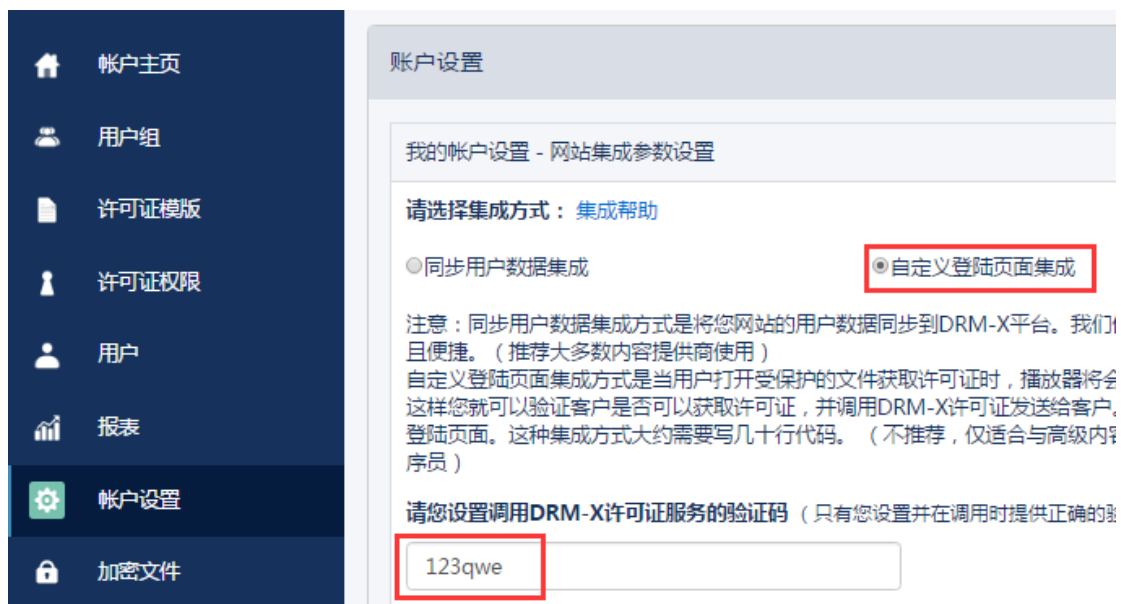 帐户主页
用户组
许可证模版
许可证权限
用户
报表
帐户设置
加密文件
账户设置
我的帐户设置 - 网站集成参数设置
请选择集成方式： 集成帮助
同步用户数据集成 自定义登陆页面集成
注意：同步用户数据集成方式是将您网站的用户数据同步到DRM-X平台。我们
且便捷。（推荐大多数内容提供商使用）
自定义登陆页面集成方式是当用户打开受保护的文件获取许可证时，播放器将会
这样您就可以验证客户是否可以获取许可证，并调用DRM-X许可证发送给客户。
登陆页面。这种集成方式大约需要写几十行代码。 （不推荐，仅适合与高级内容
序员）
请您设置调用DRM-X许可证服务的验证码（只有您设置并在调用时提供正确的验
123qwe